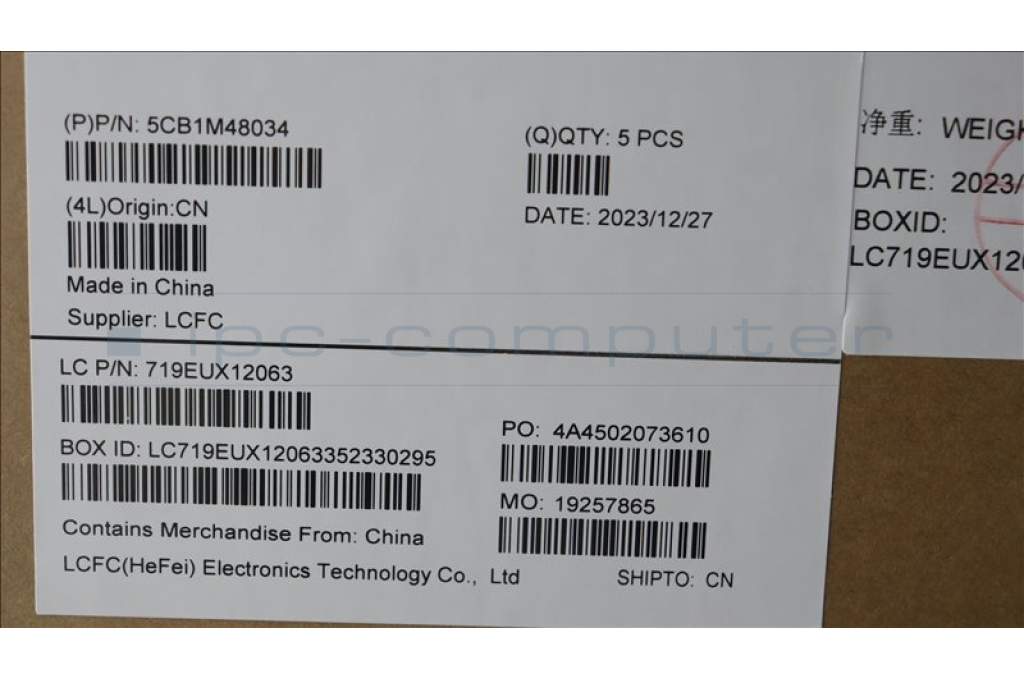 (P)P/N: 5CB1M48034
(Q)QTY: 5 PCS
(4L)Origin:CN
DATE: 2023/12/27
Made in China
Supplier: LCFC
ipc-computer
LC P/N: 719EUX12063
BOX ID: LC719EUX12063352330295
PO: 4A4502073610
MO: 19257865
Contains Merchandise From: China
LCFC(HeFei) Electronics Technology Co., Ltd
SHIPTO: CN
净重: WEIGH
DATE: 2023/
BOXID:
LC719EUX120